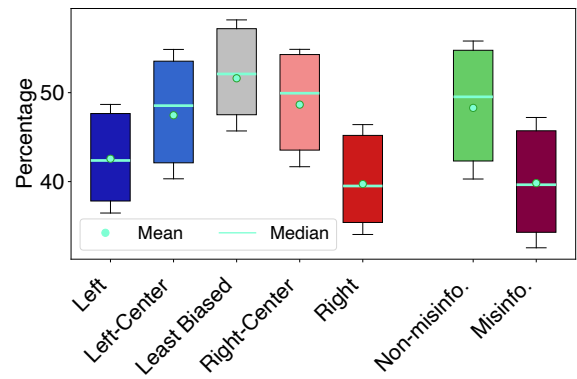 Percentage
50
40
Mean
Median
Left
Left-Center
Least Biased
Right-Center
Right
Non-misinfo.
Misinfo.